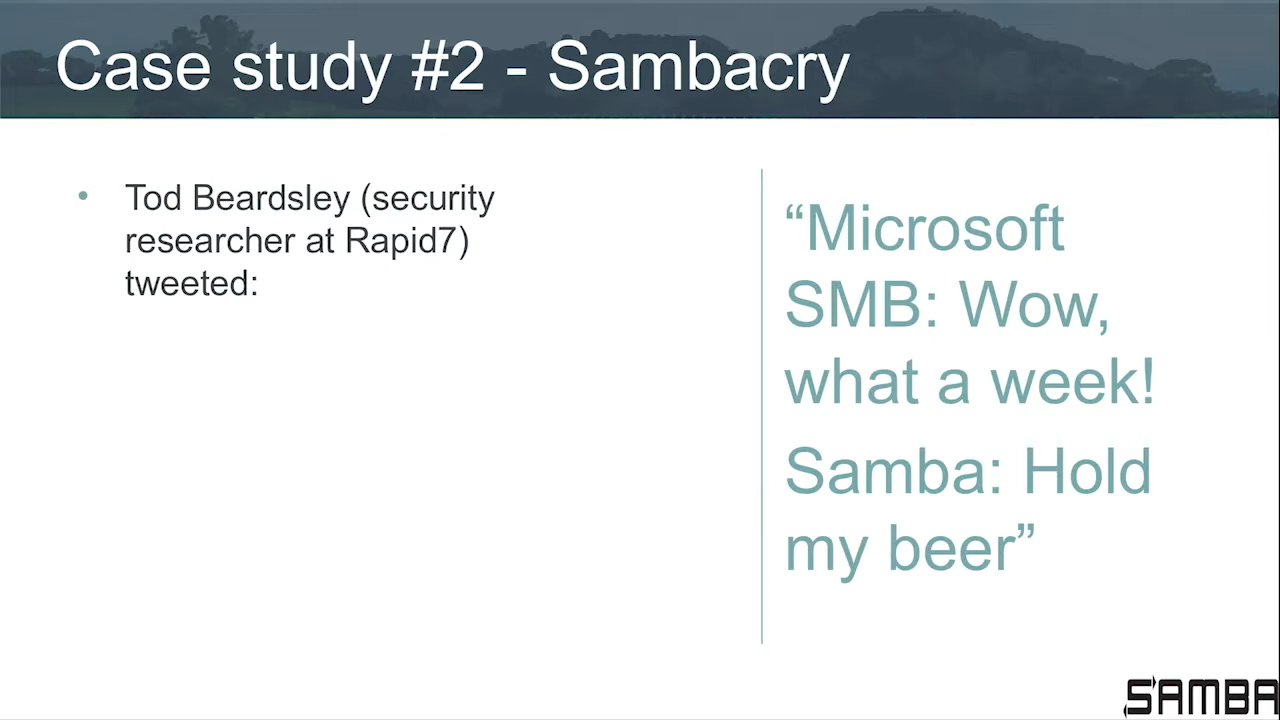 Case study #2 - Sambacry
• Tod Beardsley (security
researcher at Rapid7)
tweeted:
“Microsoft
SMB: Wow,
what a week!
Samba: Hold
my beer”
SAMBA